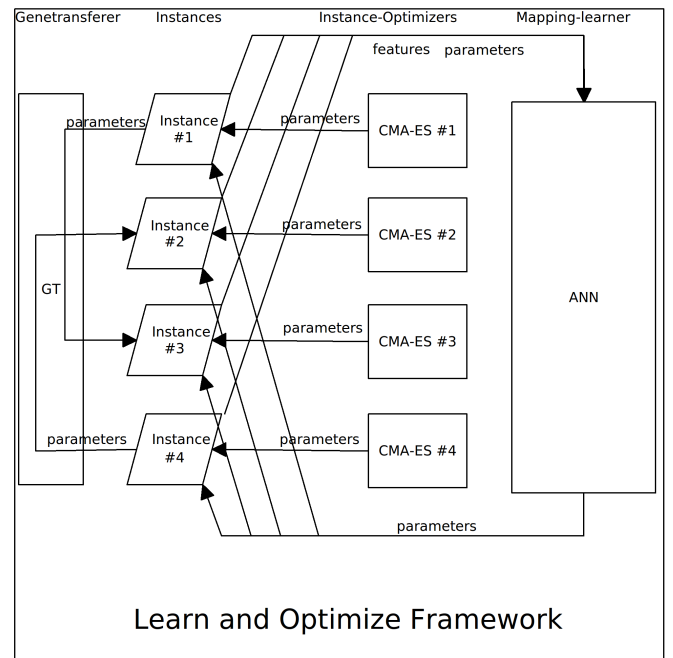 Genetransferer Instances Instance-Optimizers Mapping-learner
features parameters
parameters Instance parameters
#1 CMA-ES #1
Instance parameters
#2 CMA-ES #2
GT ANN
Instance parameters
#3 CMA-ES #3
parameters Instance parameters
#4 CMA-ES #4
parameters
Learn and Optimize Framework